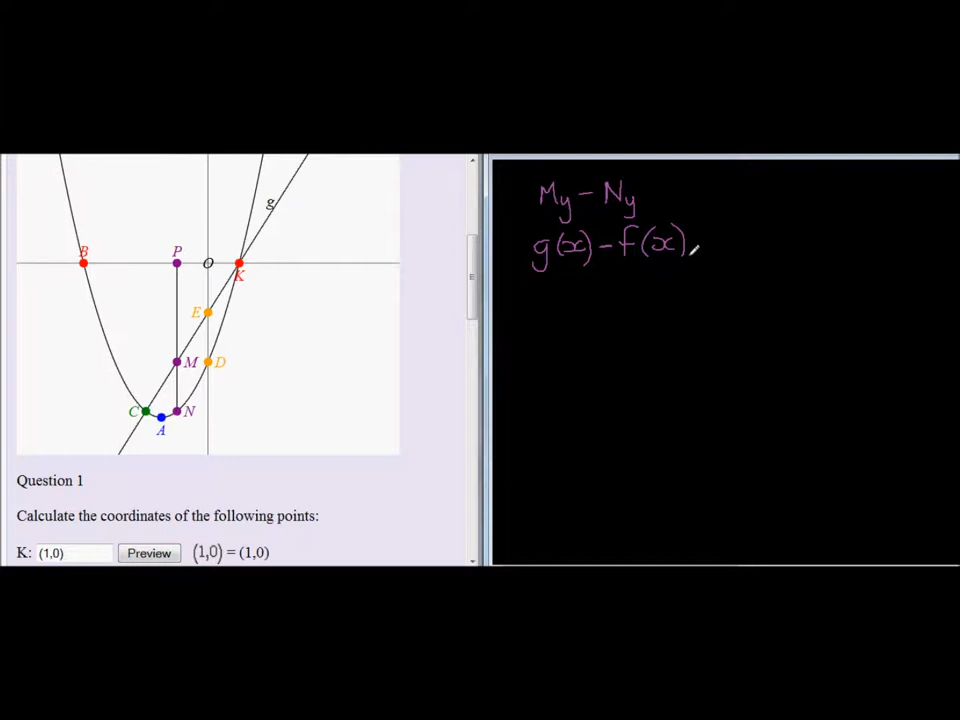 g
B
P
O
K
E
M
D
C
N
A
Question 1
Calculate the coordinates of the following points:
K: (1,0) Preview (1,0) = (1,0)
My - Ny
g(x) - f(x)